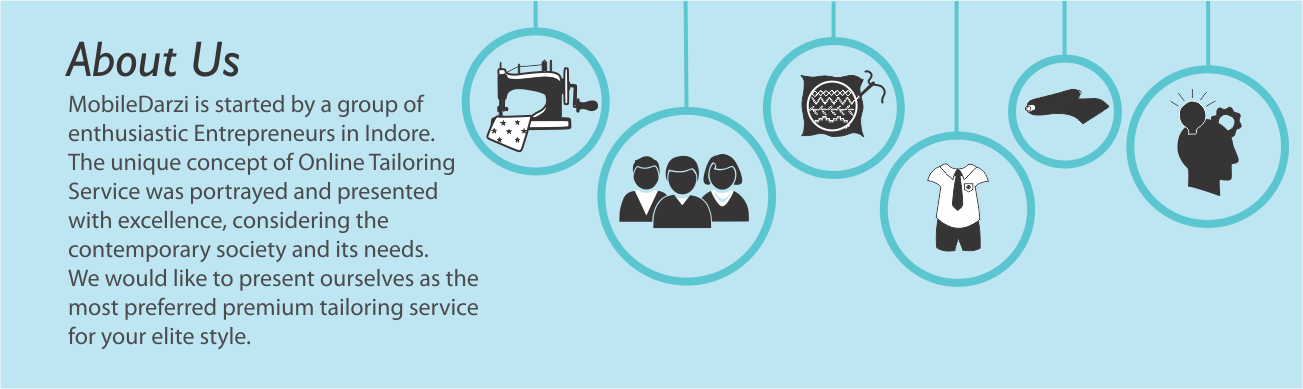 About Us
MobileDarzi is started by a group of
enthusiastic Entrepreneurs in Indore.
The unique concept of Online Tailoring
Service was portrayed and presented
with excellence, considering the
contemporary society and its needs.
We would like to present ourselves as the
most preferred premium tailoring service
for your elite style.